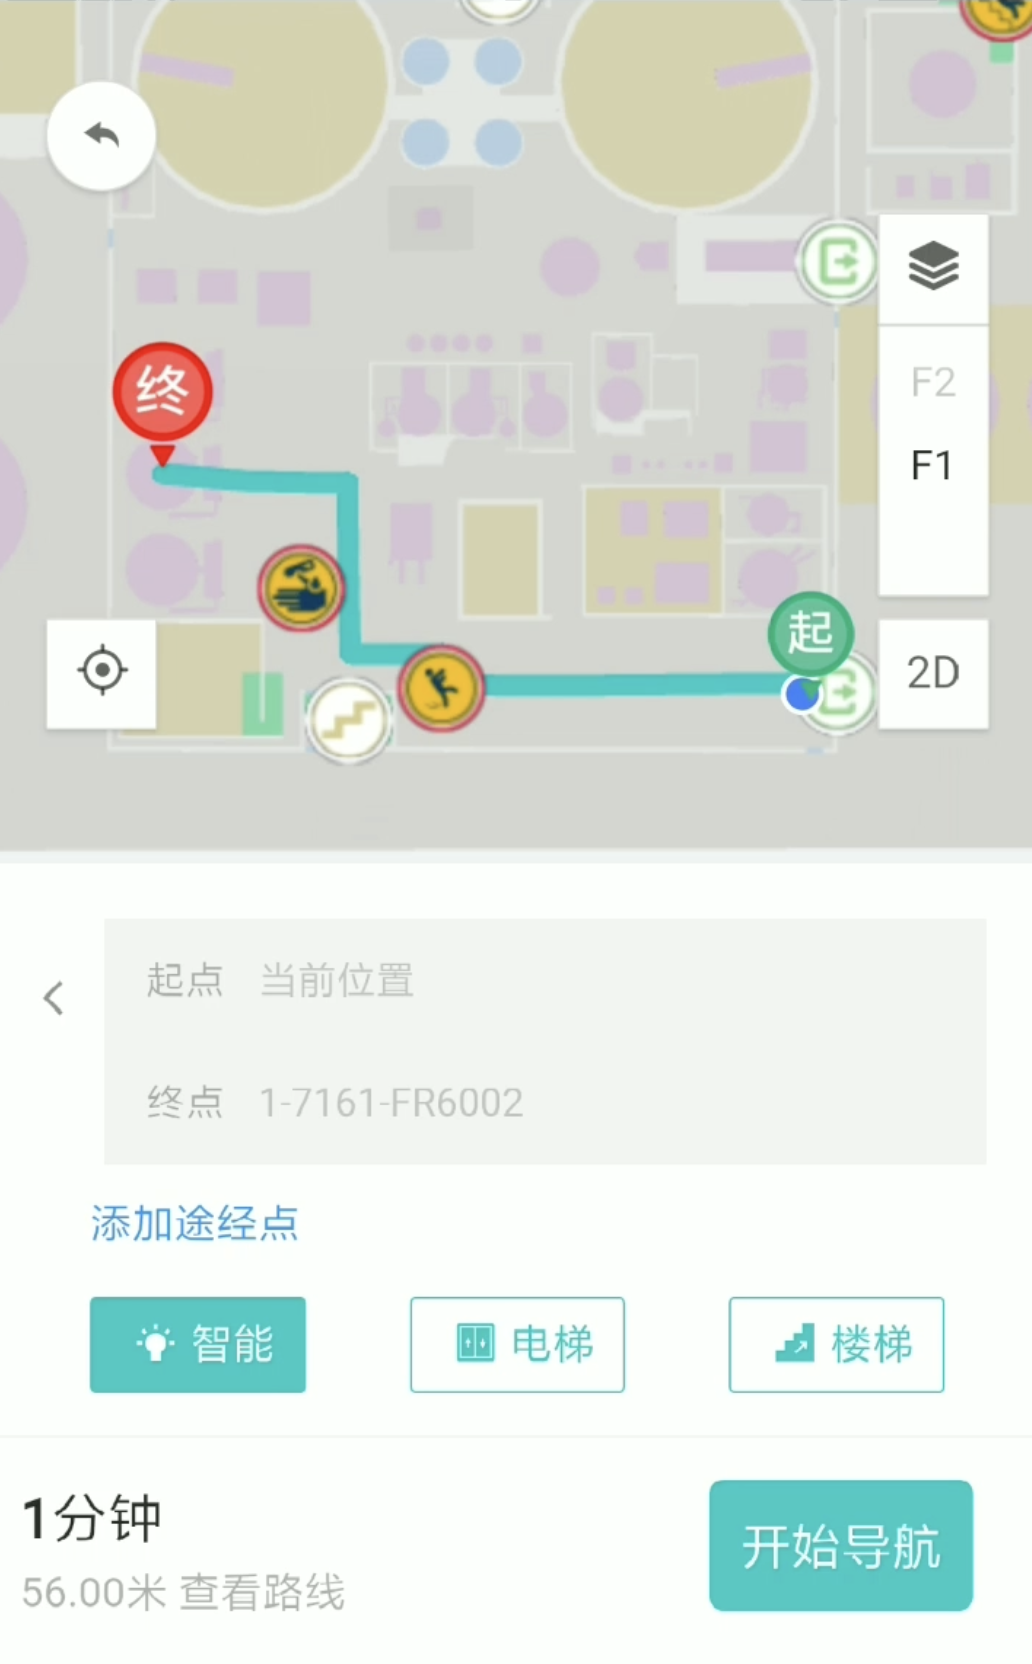 终
F2
F1
起
2D
起点 当前位置
终点 1-7161-FR6002
添加途经点
智能
电梯
楼梯
1分钟
开始导航
56.00米 查看路线